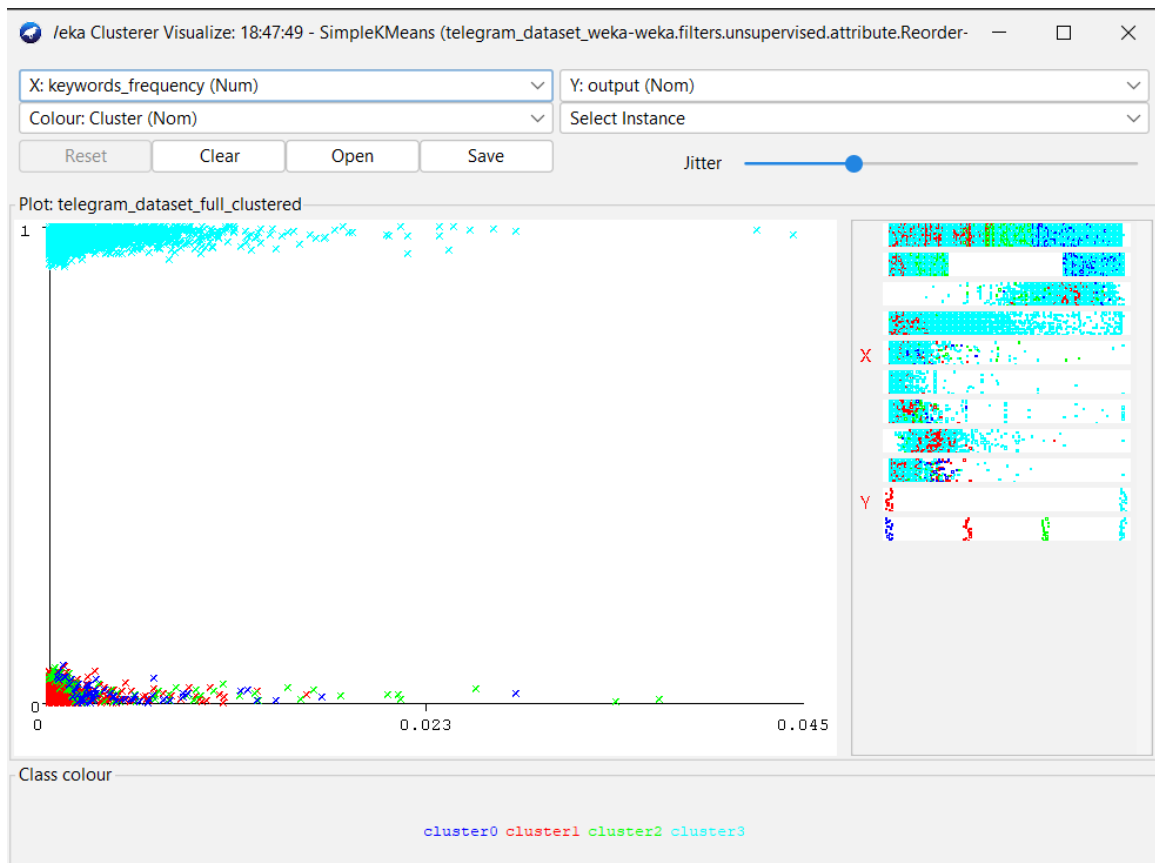 /eka Clusterer Visualize: 18:47:49 - SimpleKMeans (telegram_dataset_weka-weka.filters.unsupervised.attribute.Reorder-
X: keywords_frequency (Num) Y: output (Nom)
Colour: Cluster (Nom) Select Instance
Reset Clear Open Save Jitter
Plot: telegram_dataset_full_clustered
1
X
Y
0
0 0.023 0.045
Class colour
cluster0 cluster1 cluster2 cluster3